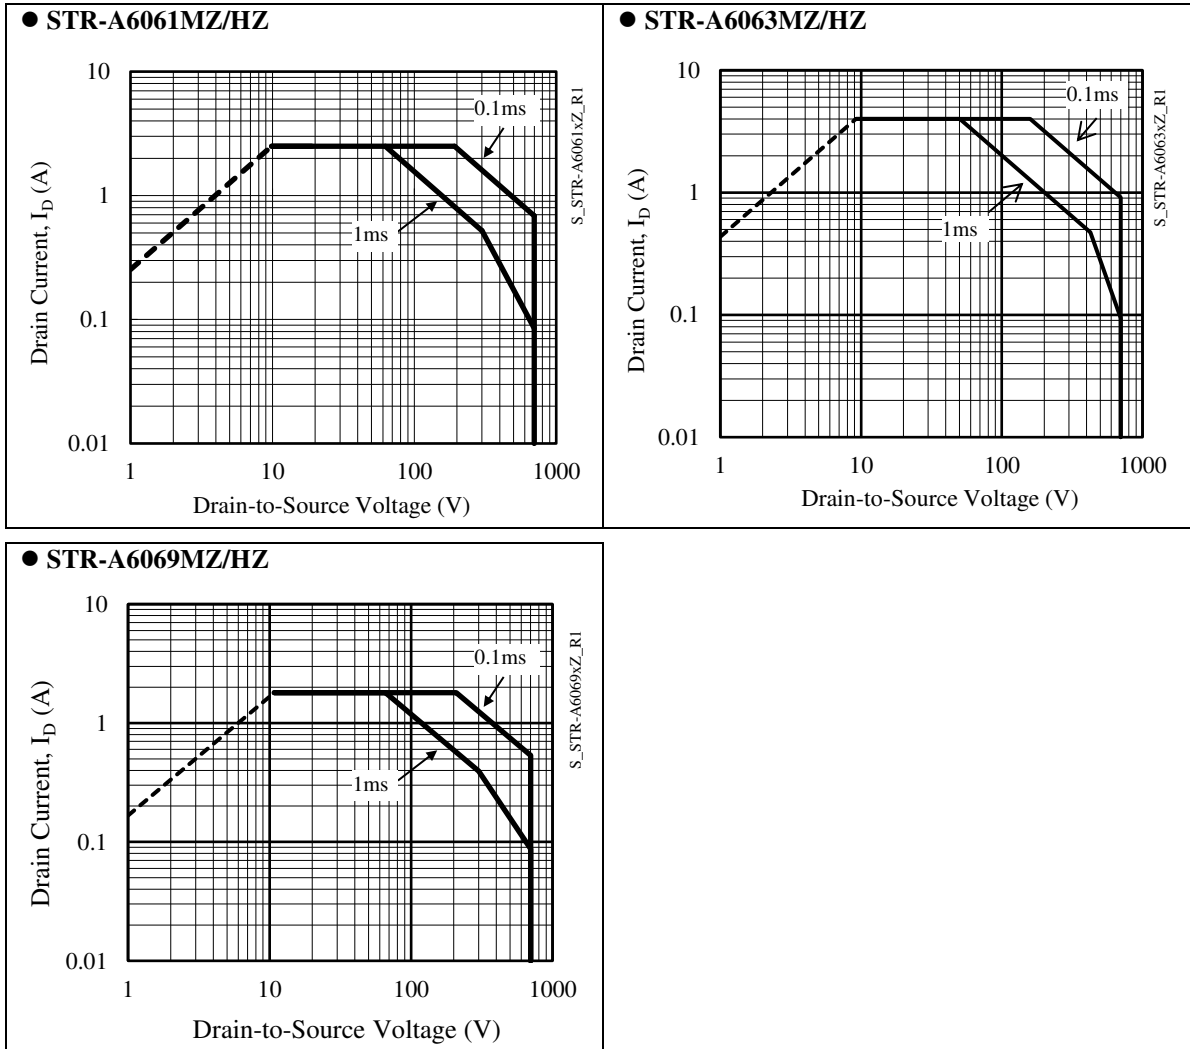 ● STR-A6061MZ/HZ
10
1
0.1
0.01
1 10 100 1000
Drain Current, I_D (A)
Drain-to-Source Voltage (V)
0.1ms
1ms
S_STR-A6061xZ_R1
● STR-A6063MZ/HZ
10
1
0.1
0.01
1 10 100 1000
Drain Current, I_D (A)
Drain-to-Source Voltage (V)
0.1ms
1ms
S_STR-A6063xZ_R1
● STR-A6069MZ/HZ
10
1
0.1
0.01
1 10 100 1000
Drain Current, I_D (A)
Drain-to-Source Voltage (V)
0.1ms
1ms
S_STR-A6069xZ_R1